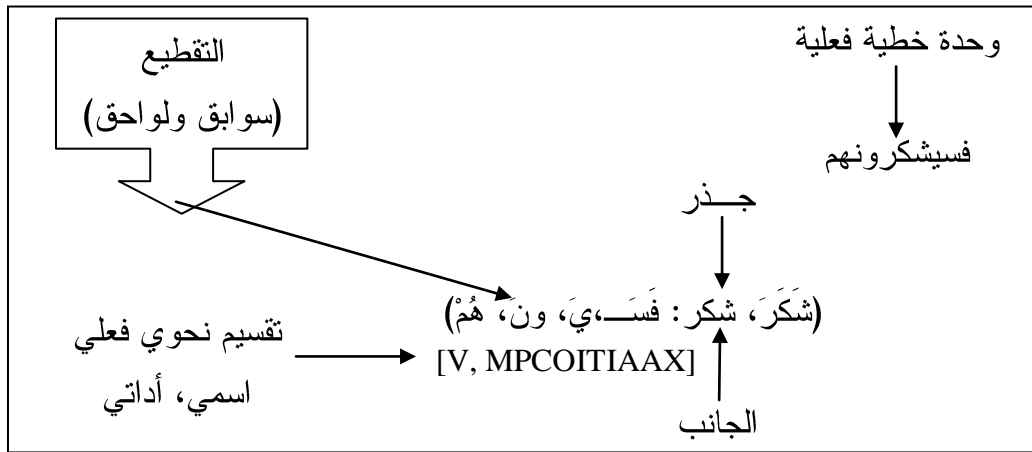 وحدة خطية فعلية
التقطيع
(سوابق ولواحق)
فسيشكرونهم
جـــذر
(شَكَرَ، شكر: فَسَـــ،يَ، ونَ، هُمْ)
[V, MPCOITIAAX]
تقسيم نحوي فعلي
اسمي، أداتي
الجانب